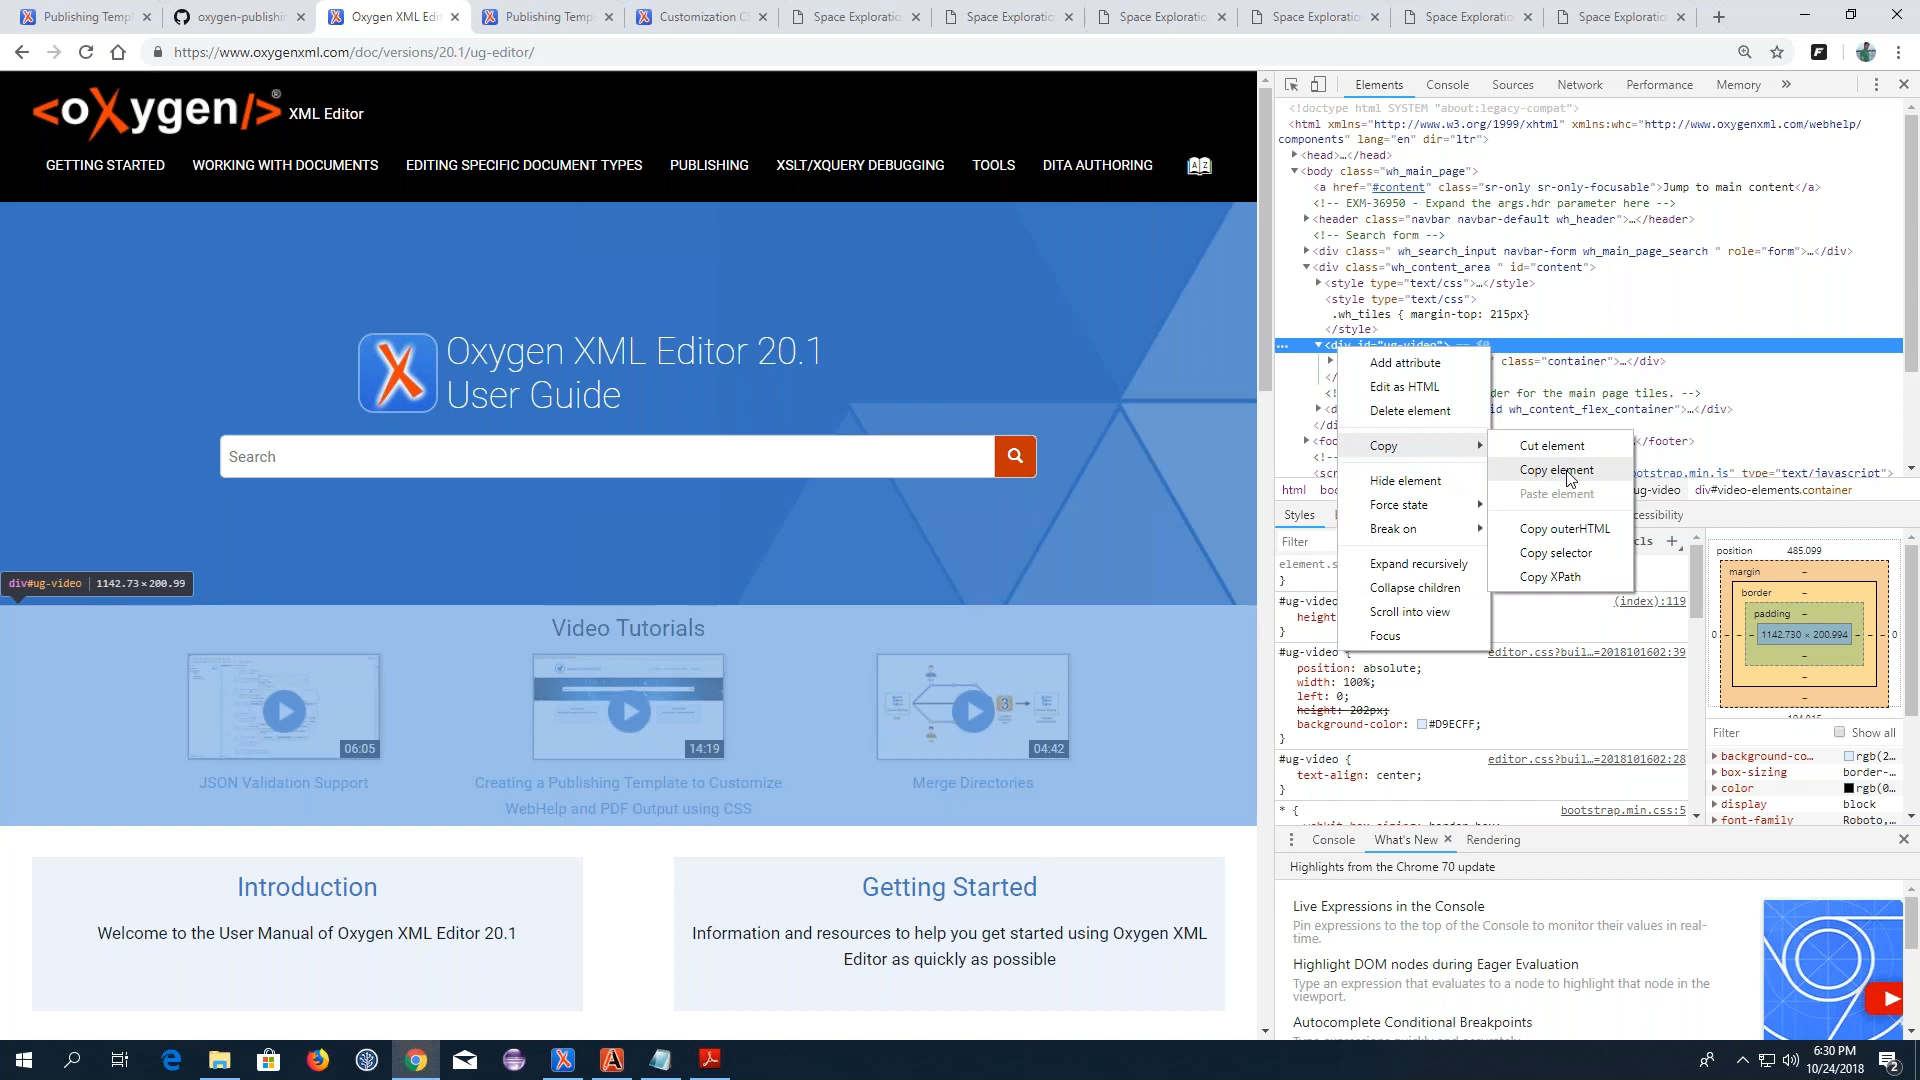 Publishing Temp
oxygen-publishin
Oxygen XML Edi
Publishing Temp
Customization C
Space Exploratio
Space Exploratio
Space Exploratio
Space Exploratio
Space Exploratio
Space Exploratio
https://www.oxygenxml.com/doc/versions/20.1/ug-editor/
<oXygen/>® XML Editor
GETTING STARTED
WORKING WITH DOCUMENTS
EDITING SPECIFIC DOCUMENT TYPES
PUBLISHING
XSLT/XQUERY DEBUGGING
TOOLS
DITA AUTHORING
A Z
Oxygen XML Editor 20.1
User Guide
Search
div#ug-video | 1142.73 × 200.99
Video Tutorials
06:05
14:19
3
04:42
JSON Validation Support
Creating a Publishing Template to Customize
WebHelp and PDF Output using CSS
Merge Directories
Introduction
Welcome to the User Manual of Oxygen XML Editor 20.1
Getting Started
Information and resources to help you get started using Oxygen XML
Editor as quickly as possible
Elements
Console
Sources
Network
Performance
Memory
»
<!doctype html SYSTEM "about:legacy-compat">
<html xmlns="http://www.w3.org/1999/xhtml" xmlns:whc="http://www.oxygenxml.com/webhelp/
components" lang="en" dir="ltr">
<head>…</head>
<body class="wh_main_page">
<a href="#content" class="sr-only sr-only-focusable">Jump to main content</a>
<!-- EXM-36950 - Expand the args.hdr parameter here -->
<header class="navbar navbar-default wh_header">…</header>
<!-- Search form -->
<div class=" wh_search_input navbar-form wh_main_page_search " role="form">…</div>
<div class="wh_content_area " id="content">
<style type="text/css">…</style>
<style type="text/css">
.wh_tiles { margin-top: 215px}
</style>
<div id="ug-video"> == $0
" class="container">…</div>
</
<! der for the main page tiles. -->
<d id wh_content_flex_container">…</div>
</di
<foo </footer>
<!--
<scr ootstrap.min.js" type="text/javascript">
Add attribute
Edit as HTML
Delete element
Copy
Hide element
Force state
Break on
Expand recursively
Collapse children
Scroll into view
Focus
Cut element
Copy element
Paste element
Copy outerHTML
Copy selector
Copy XPath
html
boo
ug-video
div#video-elements.container
Styles
cessibility
Filter
cls +
element.s
}
#ug-video
(index):119
height
}
#ug-video {
editor.css?buil…=2018101602:39
position: absolute;
width: 100%;
left: 0;
height: 202px;
background-color: #D9ECFF;
}
#ug-video {
editor.css?buil…=2018101602:28
text-align: center;
}
* {
bootstrap.min.css:5
position 485.099
margin –
border –
padding –
0 – – 1142.730 × 200.994 – – 0
–
–
–
Filter
Show all
background-co…
rgb(2…
box-sizing
border-…
color
rgb(0…
display
block
font-family
Roboto,…
Console
What's New
Rendering
Highlights from the Chrome 70 update
Live Expressions in the Console
Pin expressions to the top of the Console to monitor their values in real-
time.
Highlight DOM nodes during Eager Evaluation
Type an expression that evaluates to a node to highlight that node in the
viewport.
Autocomplete Conditional Breakpoints
6:30 PM
10/24/2018
2